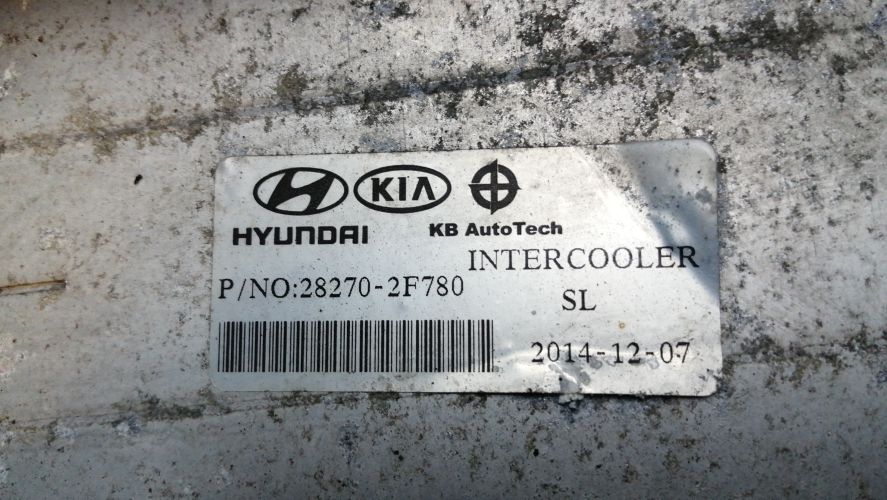 KIA
HYUNDAI
KB AutoTech
INTERCOOLER
P/NO:28270-2F780
SL
2014-12-07